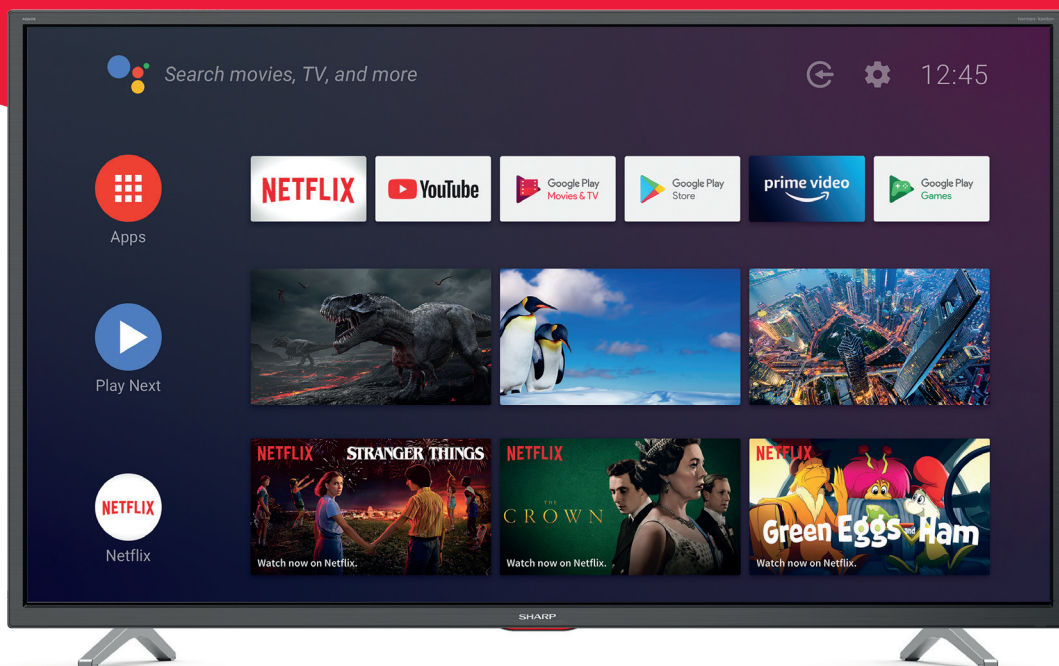 harman / kardon
Search movies, TV, and more
12:45
NETFLIX
YouTube
Google Play
Movies & TV
Google Play
Store
prime video
Google Play
Games
Apps
Play Next
NETFLIX
STRANGER THINGS
Watch now on Netflix.
NETFLIX
THE
CROWN
Watch now on Netflix.
NETFLIX
Green Eggs and Ham
Watch now on Netflix.
NETFLIX
Netflix
SHARP